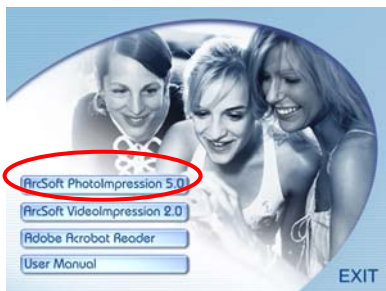 ArcSoft PhotoImpression 5.0
ArcSoft VideoImpression 2.0
Adobe Acrobat Reader
User Manual
EXIT